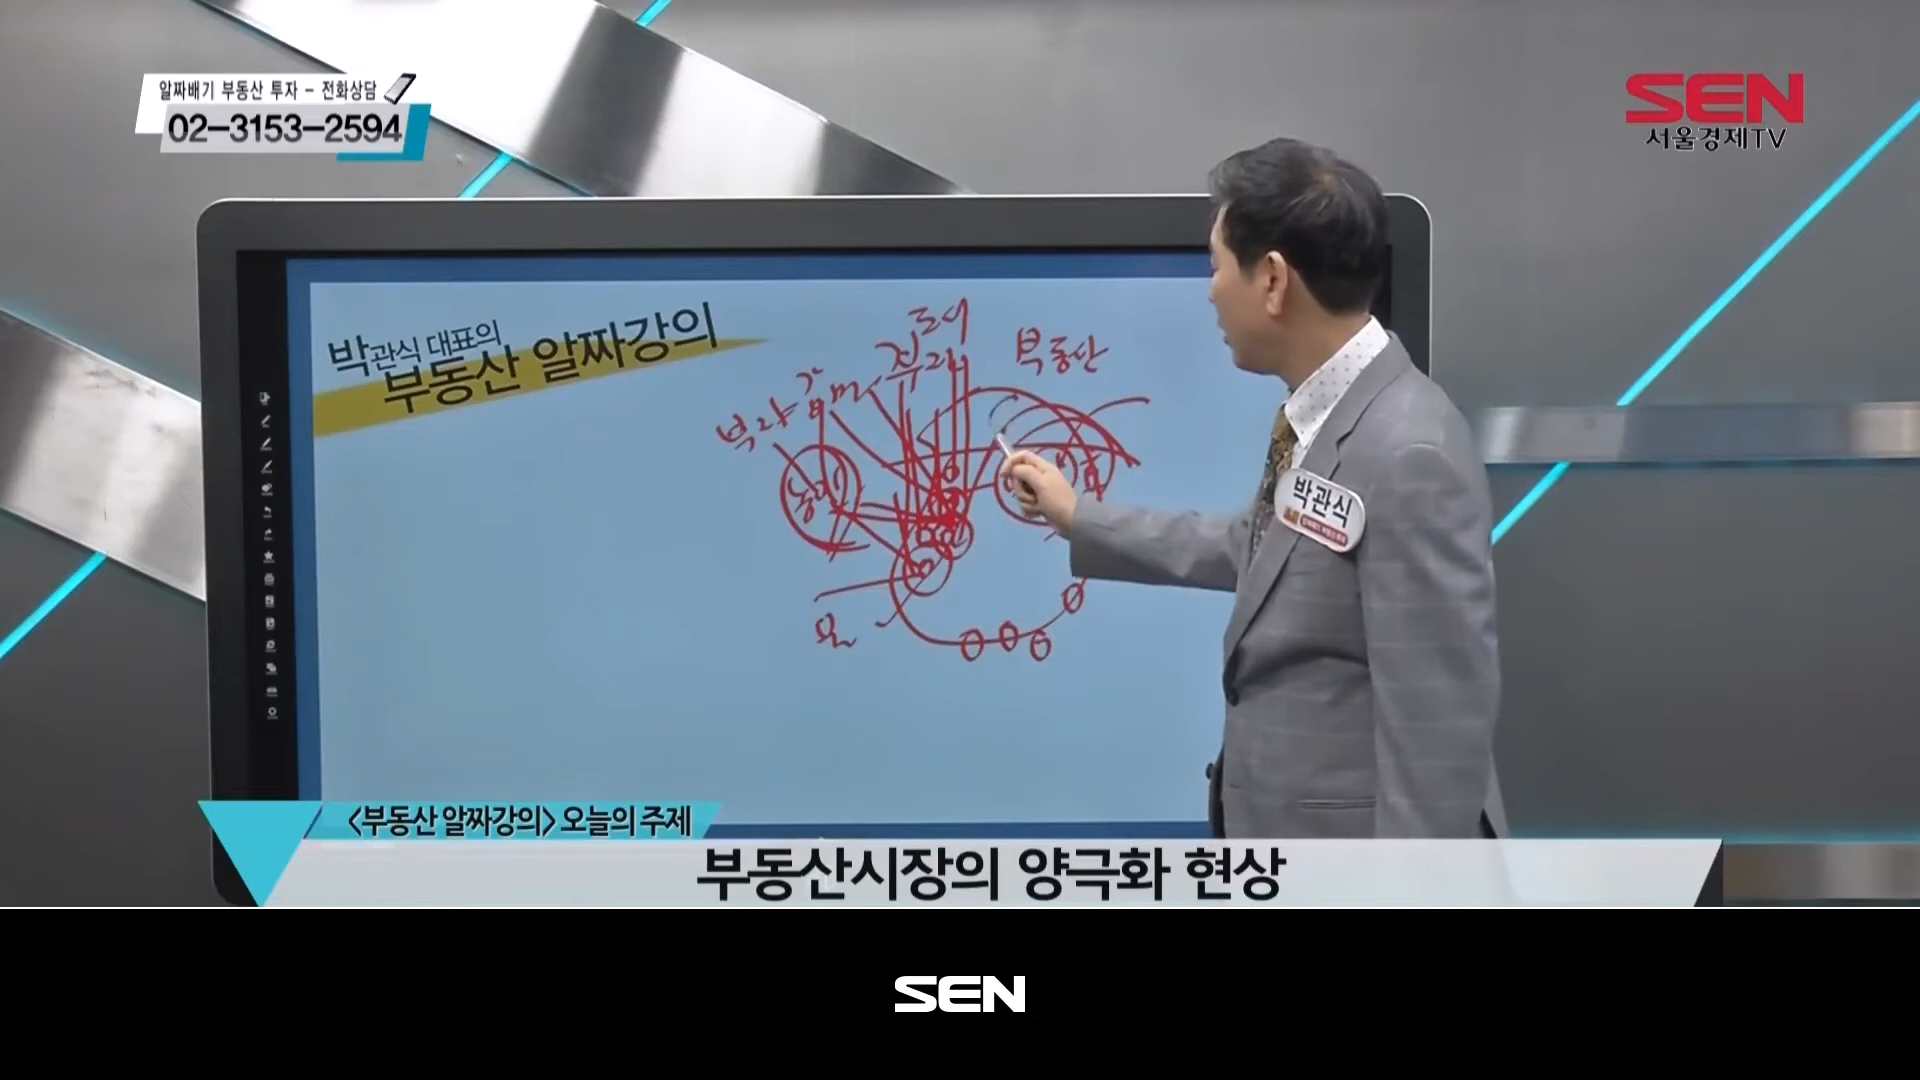 알짜배기 부동산 투자 - 전화상담
02-3153-2594
SEN
서울경제TV
박관식 대표의
부동산 알짜강의
부동산
박관식
<부동산 알짜강의> 오늘의 주제
부동산시장의 양극화 현상
SEN